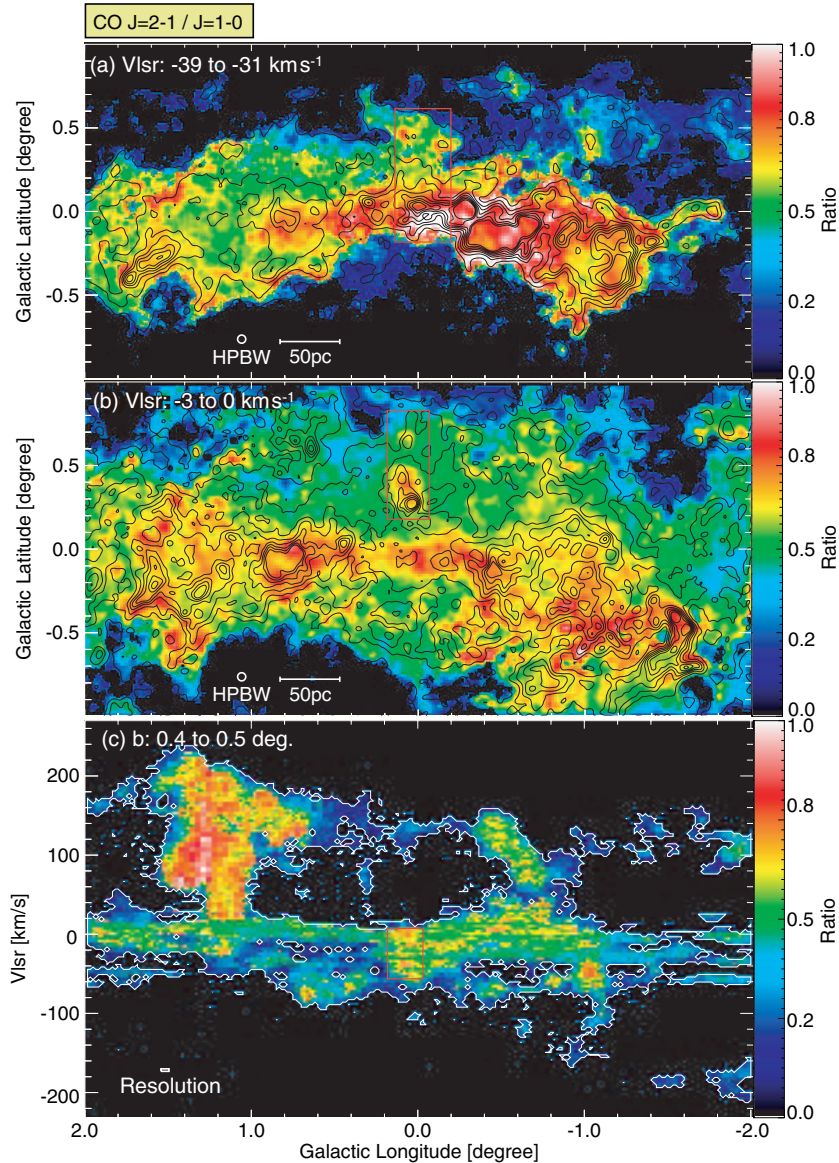 CO J=2-1 / J=1-0
(a) Vlsr: -39 to -31 kms⁻¹
Galactic Latitude [degree]
0.5
0.0
-0.5
HPBW
50pc
1.0
0.8
0.5
0.2
0.0
Ratio
(b) Vlsr: -3 to 0 kms⁻¹
Galactic Latitude [degree]
0.5
0.0
-0.5
HPBW
50pc
1.0
0.8
0.5
0.2
0.0
Ratio
(c) b: 0.4 to 0.5 deg.
Vlsr [km/s]
200
100
0
-100
-200
Resolution
1.0
0.8
0.5
0.2
0.0
Ratio
2.0 1.0 0.0 -1.0 -2.0
Galactic Longitude [degree]